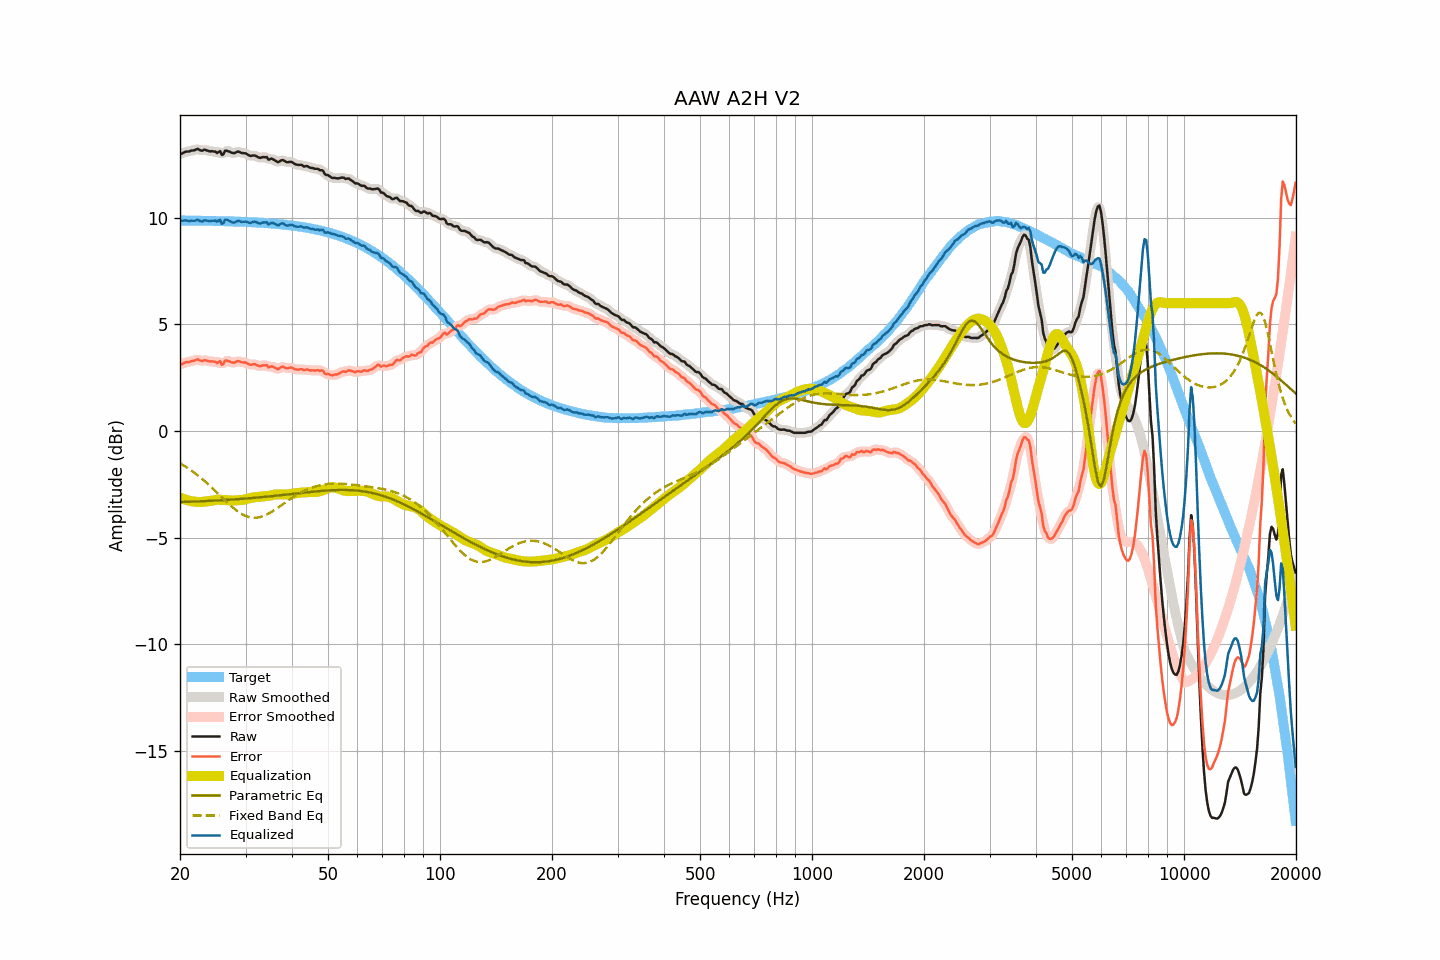 AAW A2H V2
Amplitude (dBr)
10
5
0
−5
−10
−15
Target
Raw Smoothed
Error Smoothed
Raw
Error
Equalization
Parametric Eq
Fixed Band Eq
Equalized
20 50 100 200 500 1000 2000 5000 10000 20000
Frequency (Hz)